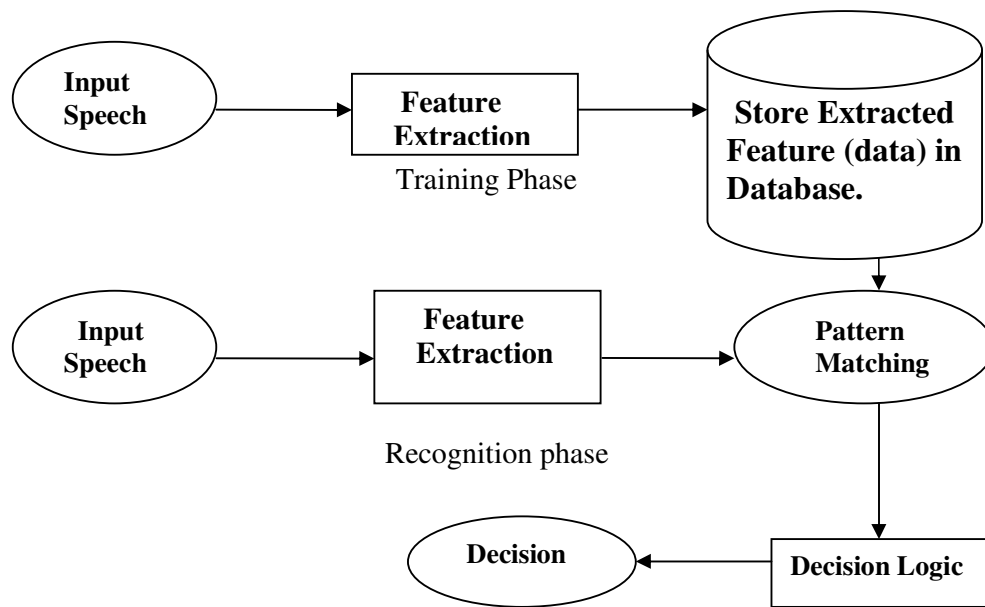 Input
Speech
Feature
Extraction
Store Extracted
Feature (data) in
Database.
Training Phase
Input
Speech
Feature
Extraction
Pattern
Matching
Recognition phase
Decision
Decision Logic